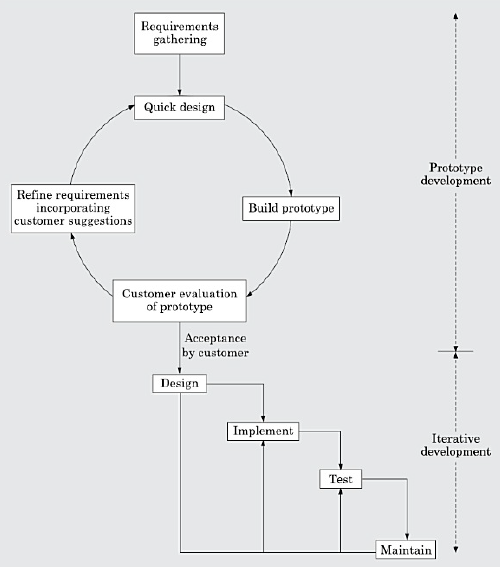 Requirements
gathering
Quick design
Prototype
development
Refine requirements
incorporating
customer suggestions
Build prototype
Customer evaluation
of prototype
Acceptance
by customer
Design
Implement
Iterative
development
Test
Maintain